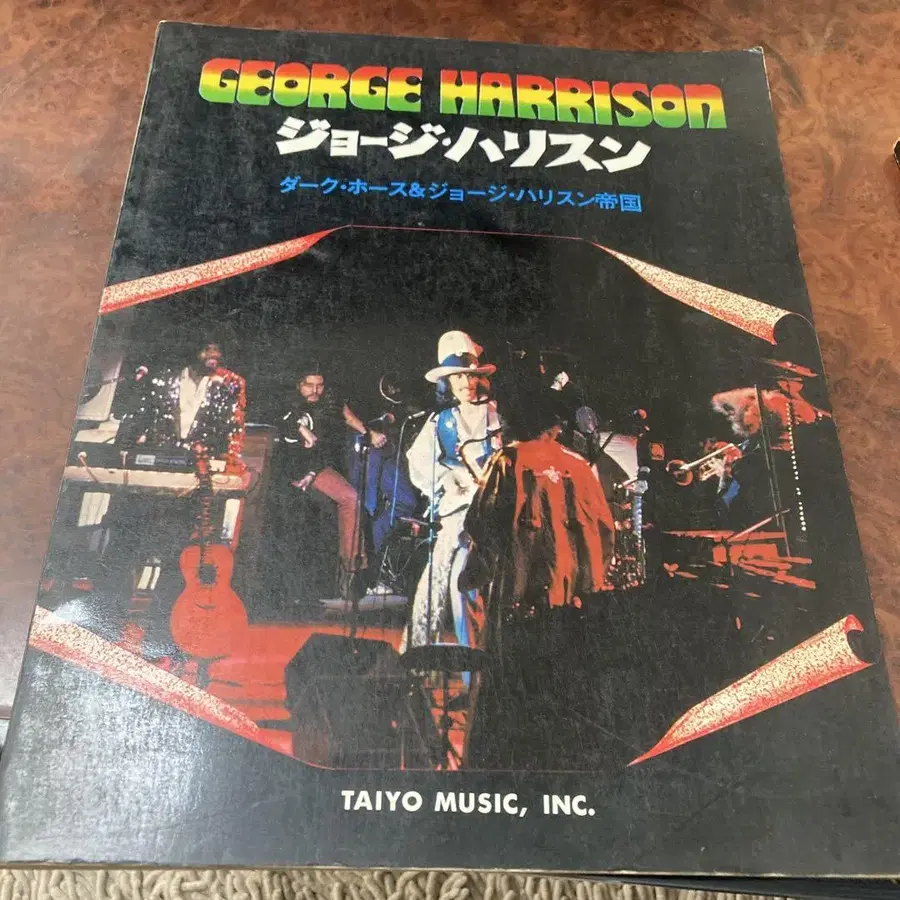 GEORGE HARRISON
ジョージ・ハリスン
ダーク・ホース&ジョージ・ハリスン帝国
TAIYO MUSIC, INC.